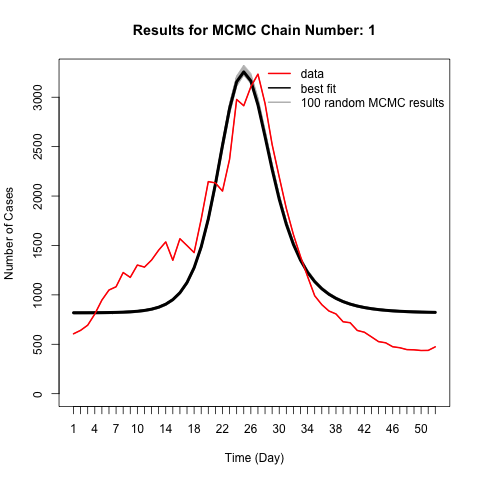 Results for MCMC Chain Number: 1
data
best fit
100 random MCMC results
Number of Cases
3000
2500
2000
1500
1000
500
0
1 4 7 10 14 18 22 26 30 34 38 42 46 50
Time (Day)